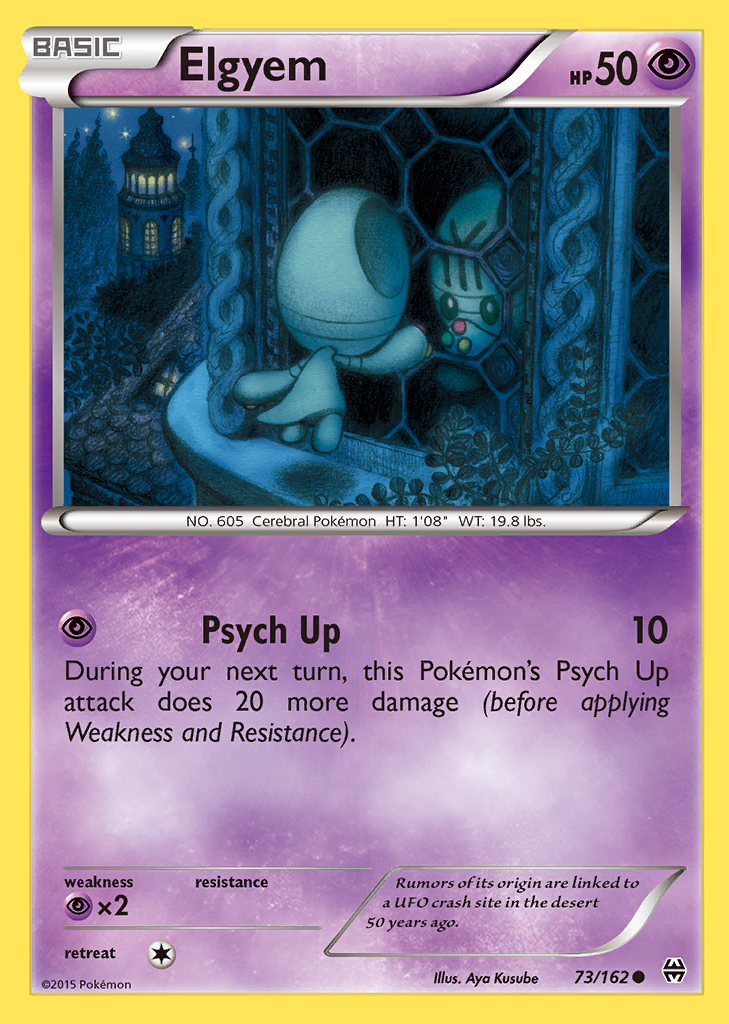 BASIC
Elgyem
HP 50
NO. 605 Cerebral Pokémon HT: 1'08" WT: 19.8 lbs.
Psych Up 10
During your next turn, this Pokémon's Psych Up
attack does 20 more damage (before applying
Weakness and Resistance).
weakness
resistance
×2
retreat
Rumors of its origin are linked to
a UFO crash site in the desert
50 years ago.
©2015 Pokémon
Illus. Aya Kusube
73/162